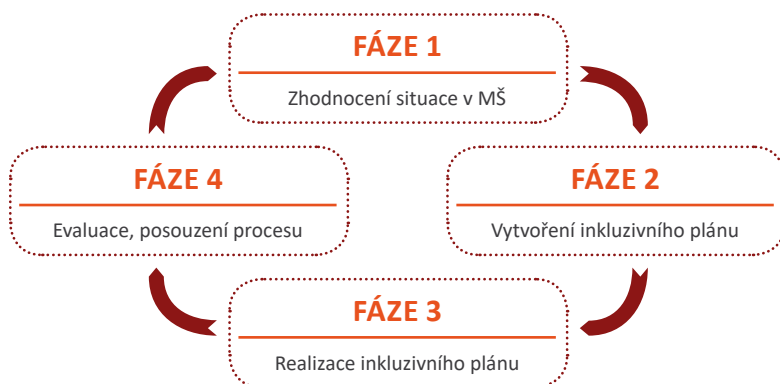 FÁZE 1
Zhodnocení situace v MŠ
FÁZE 2
Vytvoření inkluzivního plánu
FÁZE 3
Realizace inkluzivního plánu
FÁZE 4
Evaluace, posouzení procesu